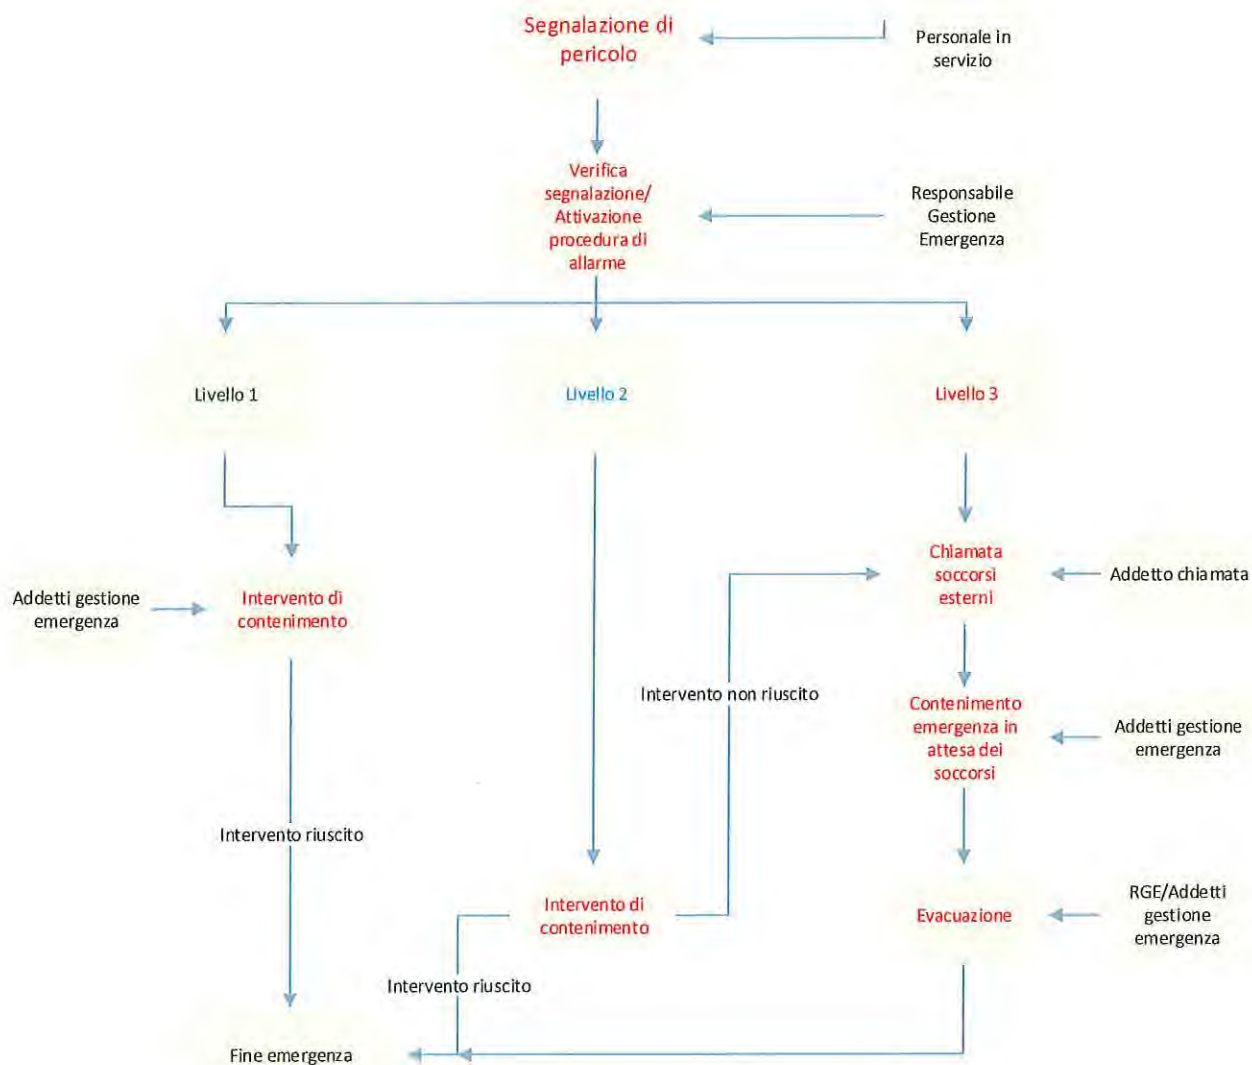 Segnalazione di
pericolo
Personale in
servizio
Verifica
segnalazione/
Attivazione
procedura di
allarme
Responsabile
Gestione
Emergenza
Livello 1
Livello 2
Livello 3
Addetti gestione
emergenza
Intervento di
contenimento
Chiamata
soccorsi
esterni
Addetto chiamata
Intervento non riuscito
Contenimento
emergenza in
attesa dei
soccorsi
Addetti gestione
emergenza
Intervento riuscito
Intervento di
contenimento
Evacuazione
RGE/Addetti
gestione
emergenza
Intervento riuscito
Fine emergenza